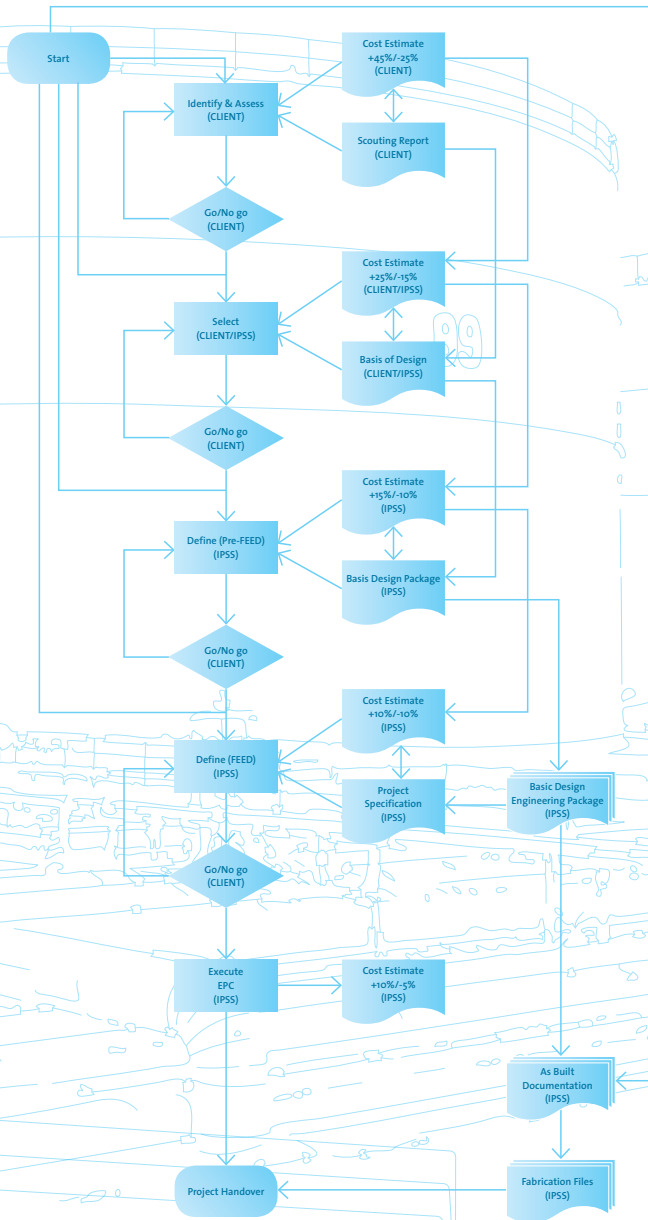 Start
Cost Estimate
+45%/-25%
(CLIENT)
Identify & Assess
(CLIENT)
Scouting Report
(CLIENT)
Go/No go
(CLIENT)
Cost Estimate
+25%/-15%
(CLIENT/IPSS)
Select
(CLIENT/IPSS)
99
Basis of Design
(CLIENT/IPSS)
Go/No go
(CLIENT)
Cost Estimate
+15%/-10%
(IPSS)
Define (Pre-FEED)
(IPSS)
Basis Design Package
(IPSS)
Go/No go
(CLIENT)
Cost Estimate
+10%/-10%
(IPSS)
Define (FEED)
(IPSS)
Project
Specification
(IPSS)
Basic Design
Engineering Package
(IPSS)
Go/No go
(CLIENT)
Execute
EPC
(IPSS)
Cost Estimate
+10%/-5%
(IPSS)
As Built
Documentation
(IPSS)
Project Handover
Fabrication Files
(IPSS)